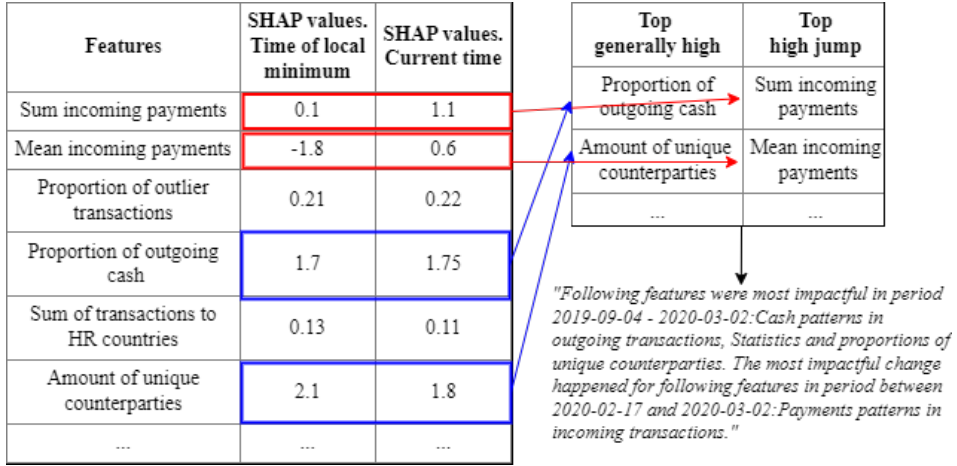 Features
SHAP values.
Time of local
minimum
SHAP values.
Current time
Sum incoming payments
0.1
1.1
Mean incoming payments
-1.8
0.6
Proportion of outlier
transactions
0.21
0.22
Proportion of outgoing
cash
1.7
1.75
Sum of transactions to
HR countries
0.13
0.11
Amount of unique
counterparties
2.1
1.8
...
...
...
Top
generally high
Top
high jump
Proportion of
outgoing cash
Sum incoming
payments
Amount of unique
counterparties
Mean incoming
payments
...
...
"Following features were most impactful in period
2019-09-04 - 2020-03-02:Cash patterns in
outgoing transactions, Statistics and proportions of
unique counterparties. The most impactful change
happened for following features in period between
2020-02-17 and 2020-03-02:Payments patterns in
incoming transactions."